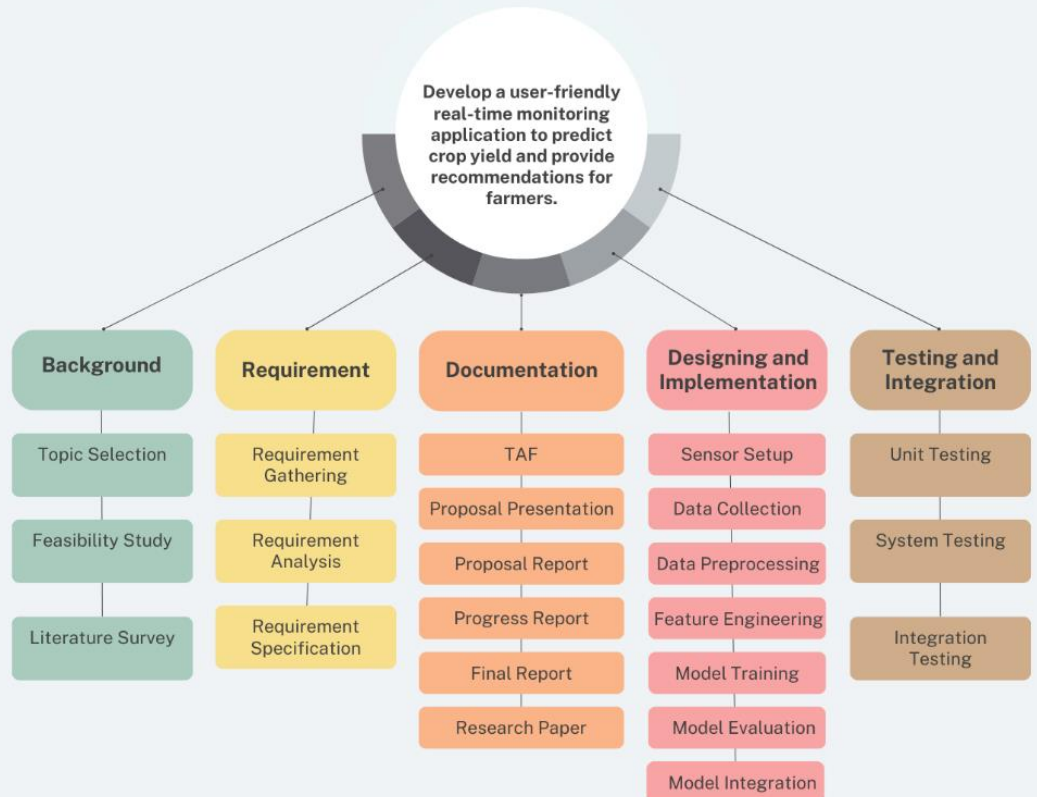 Develop a user-friendly
real-time monitoring
application to predict
crop yield and provide
recommendations for
farmers.
Background
Topic Selection
Feasibility Study
Literature Survey
Requirement
Requirement
Gathering
Requirement
Analysis
Requirement
Specification
Documentation
TAF
Proposal Presentation
Proposal Report
Progress Report
Final Report
Research Paper
Designing and
Implementation
Sensor Setup
Data Collection
Data Preprocessing
Feature Engineering
Model Training
Model Evaluation
Model Integration
Testing and
Integration
Unit Testing
System Testing
Integration
Testing